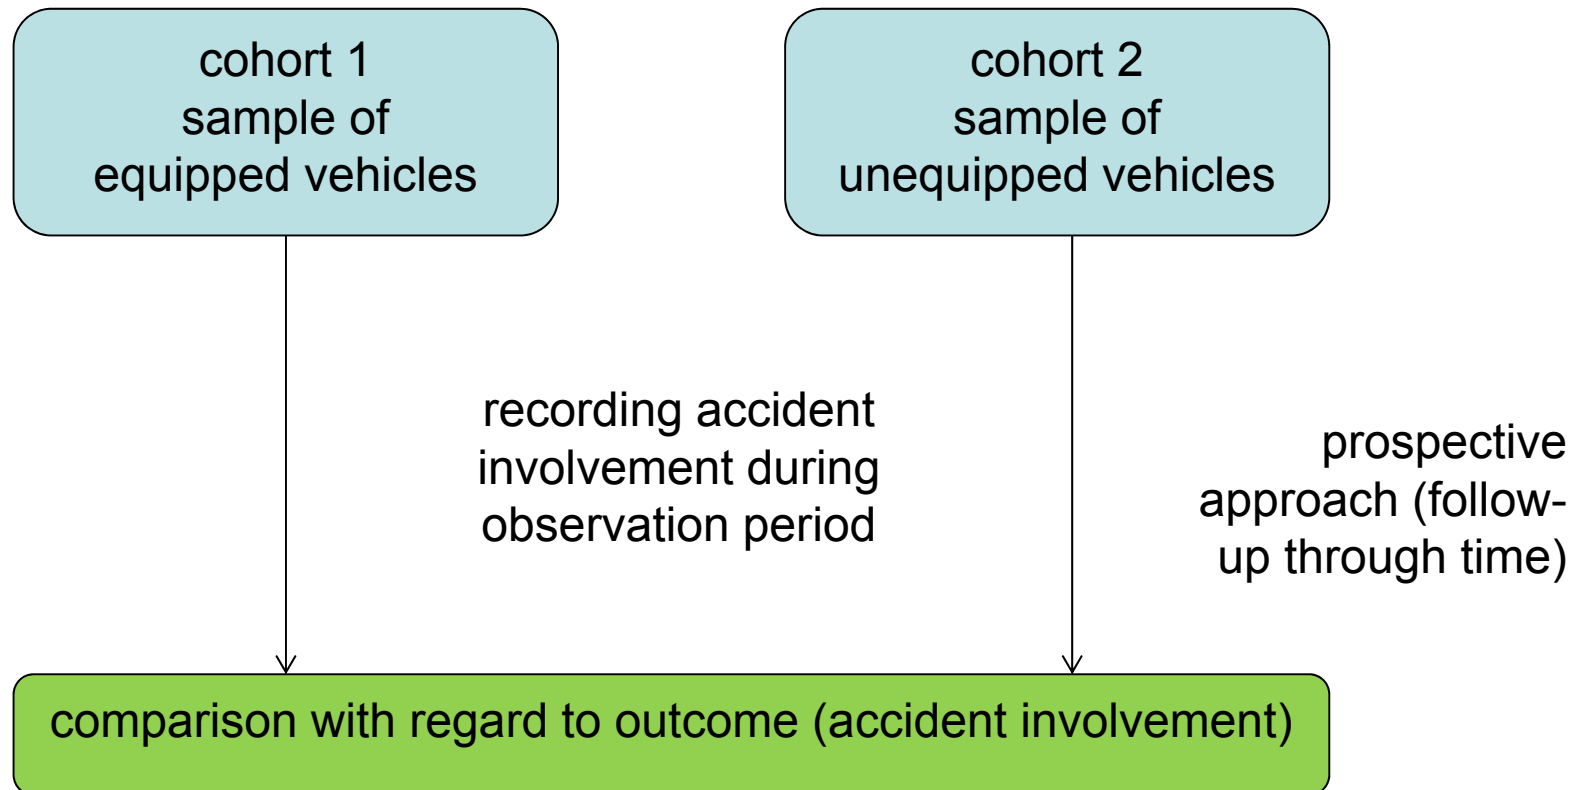 cohort 1
sample of
equipped vehicles
cohort 2
sample of
unequipped vehicles
recording accident
involvement during
observation period
prospective
approach (follow-
up through time)
comparison with regard to outcome (accident involvement)